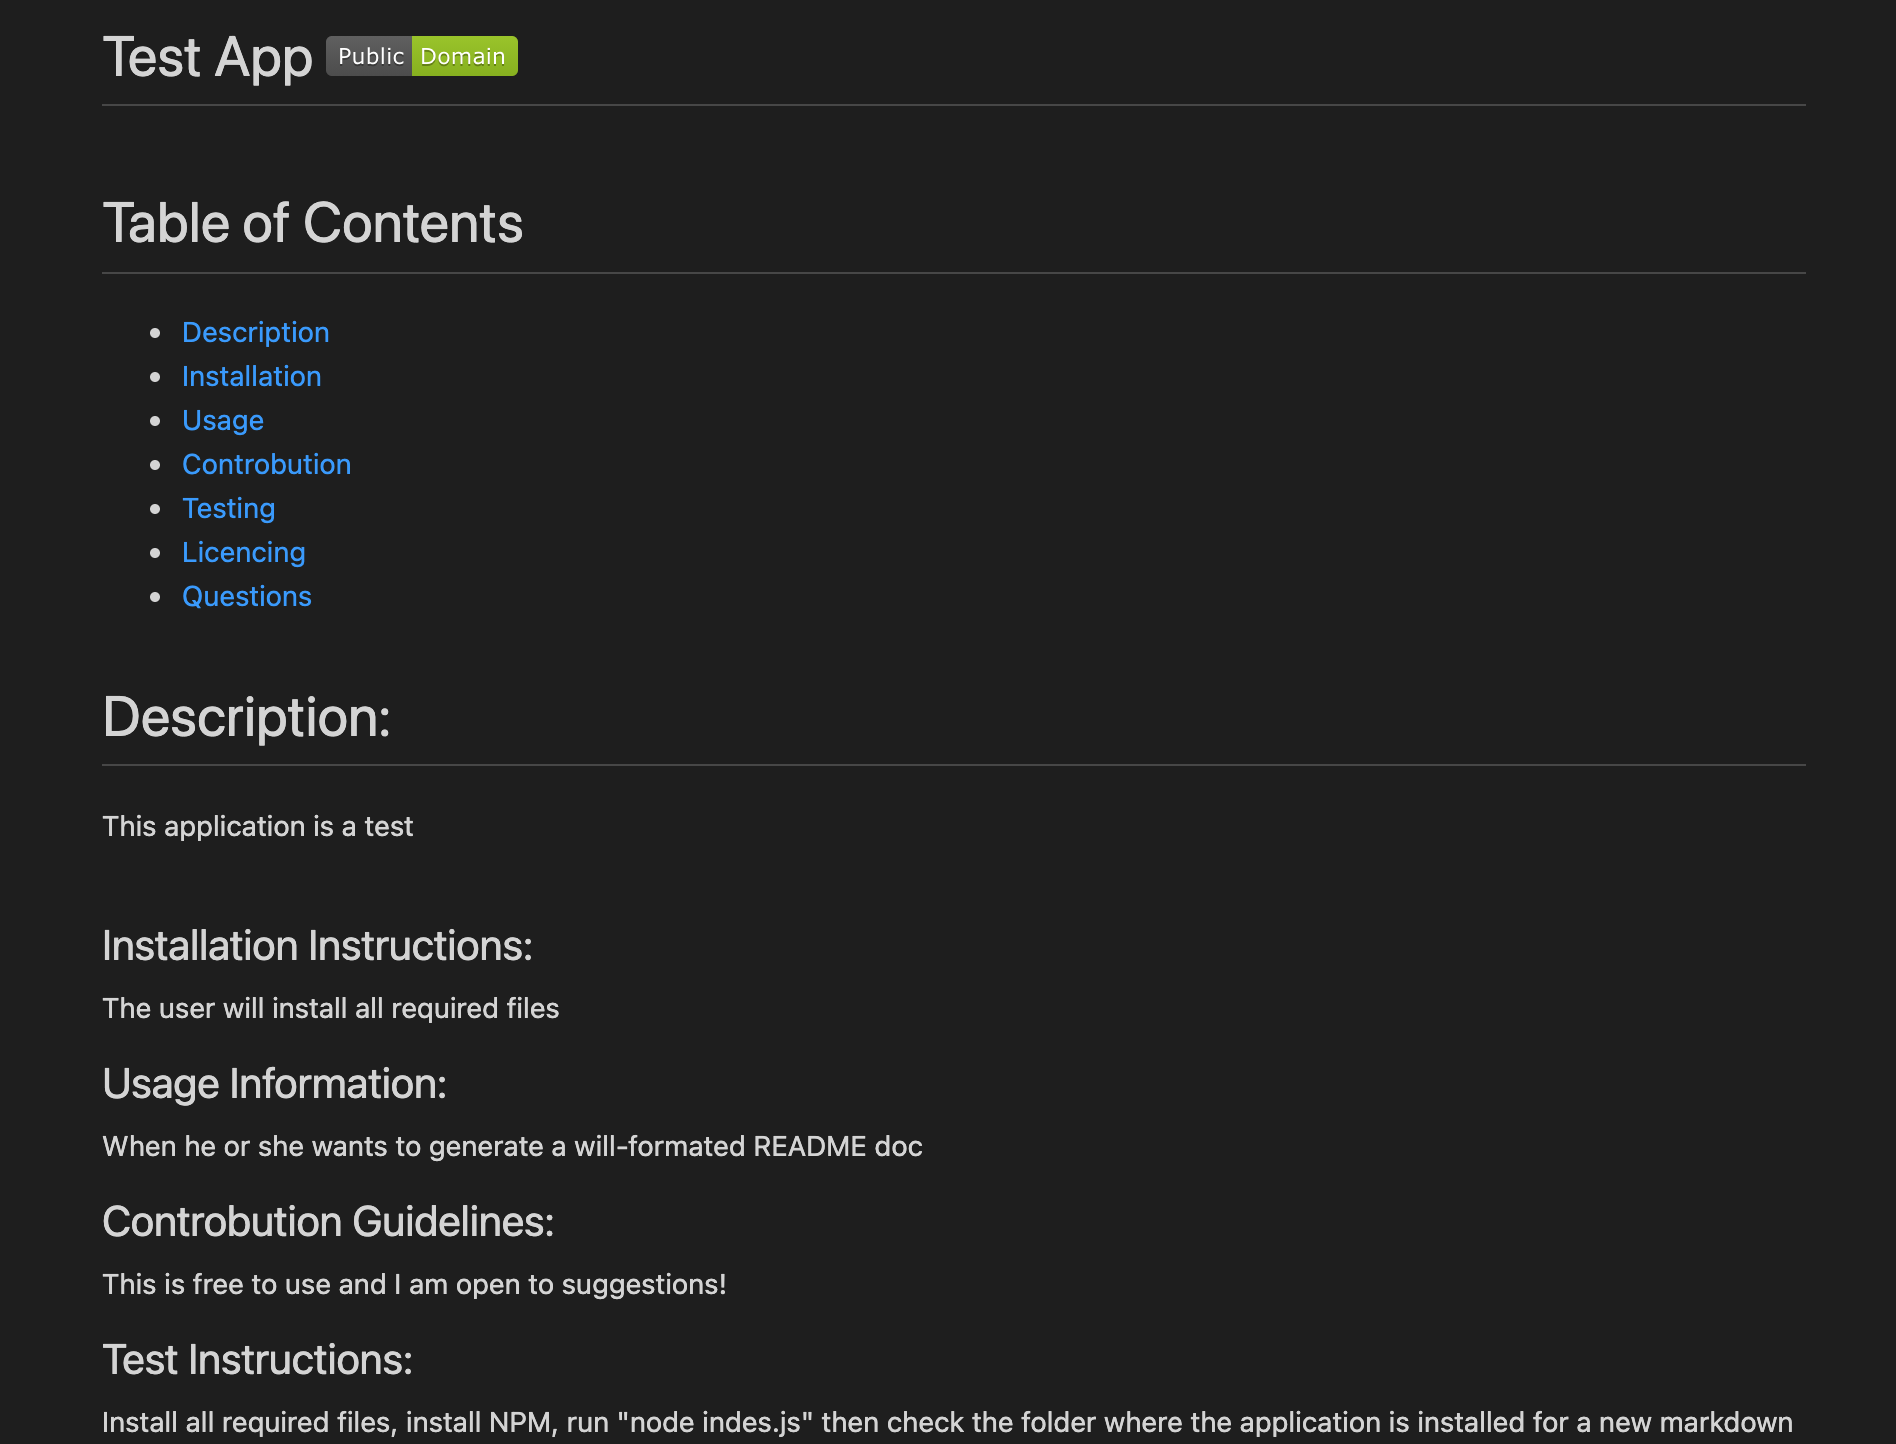 Test App Public Domain
Table of Contents
Description
Installation
Usage
Controbution
Testing
Licencing
Questions
Description:
This application is a test
Installation Instructions:
The user will install all required files
Usage Information:
When he or she wants to generate a will-formated README doc
Controbution Guidelines:
This is free to use and I am open to suggestions!
Test Instructions:
Install all required files, install NPM, run "node indes.js" then check the folder where the application is installed for a new markdown